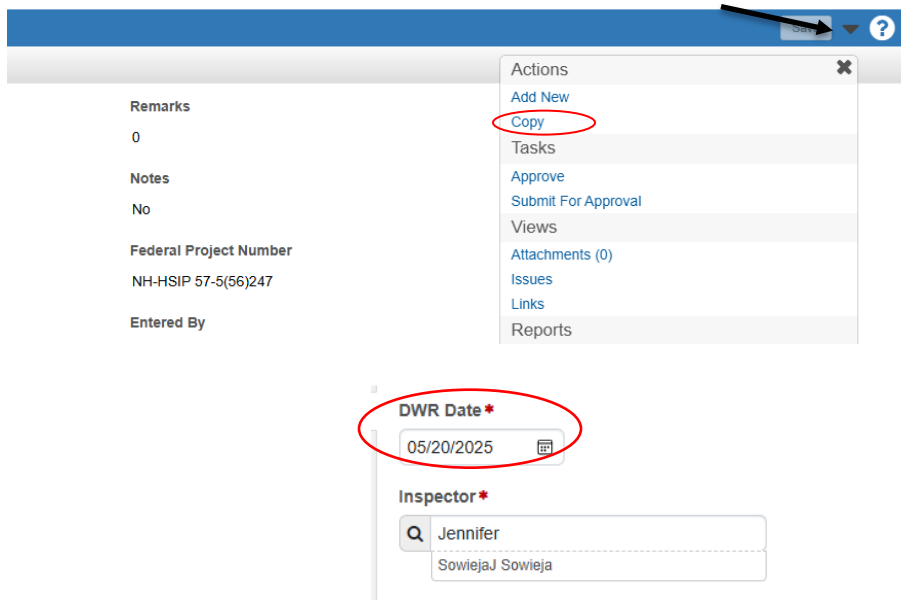 Save
?
Actions
Add New
Copy
Tasks
Approve
Submit For Approval
Views
Attachments (0)
Issues
Links
Reports
Remarks
0
Notes
No
Federal Project Number
NH-HSIP 57-5(56)247
Entered By
DWR Date*
05/20/2025
Inspector*
Jennifer
SowiejaJ Sowieja